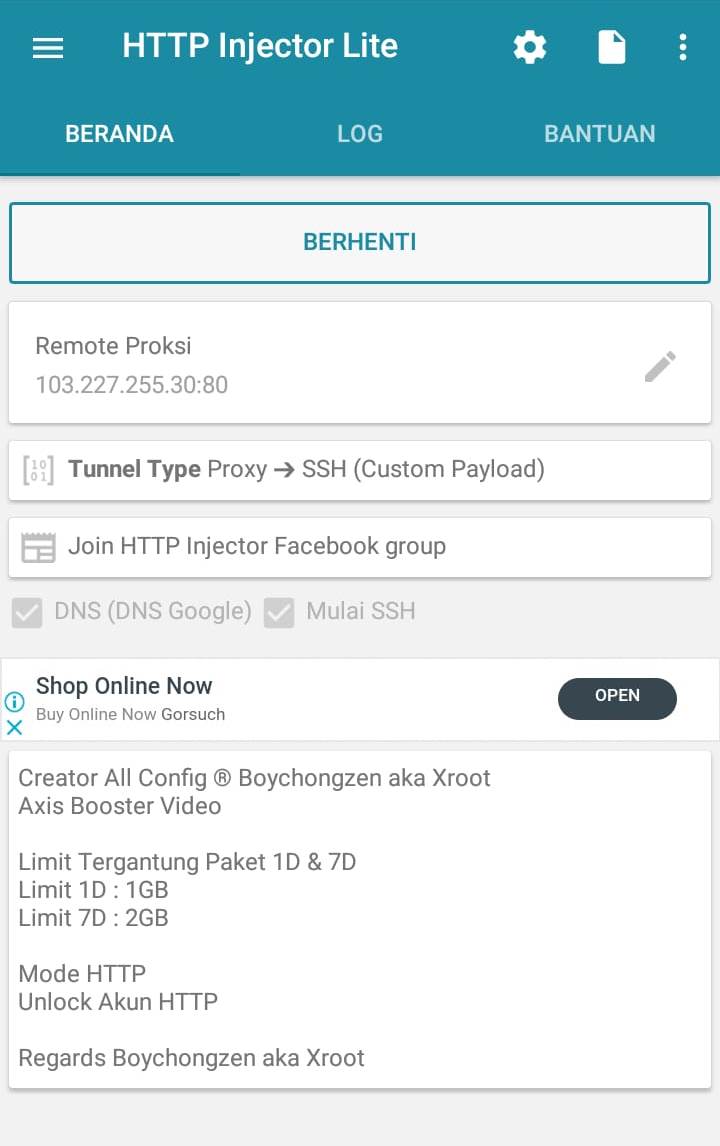 HTTP Injector Lite
BERANDA
LOG
BANTUAN
BERHENTI
Remote Proksi
103.227.255.30:80
Tunnel Type Proxy ➔ SSH (Custom Payload)
Join HTTP Injector Facebook group
DNS (DNS Google)
Mulai SSH
Shop Online Now
Buy Online Now Gorsuch
OPEN
Creator All Config ® Boychongzen aka Xroot
Axis Booster Video
Limit Tergantung Paket 1D & 7D
Limit 1D : 1GB
Limit 7D : 2GB
Mode HTTP
Unlock Akun HTTP
Regards Boychongzen aka Xroot